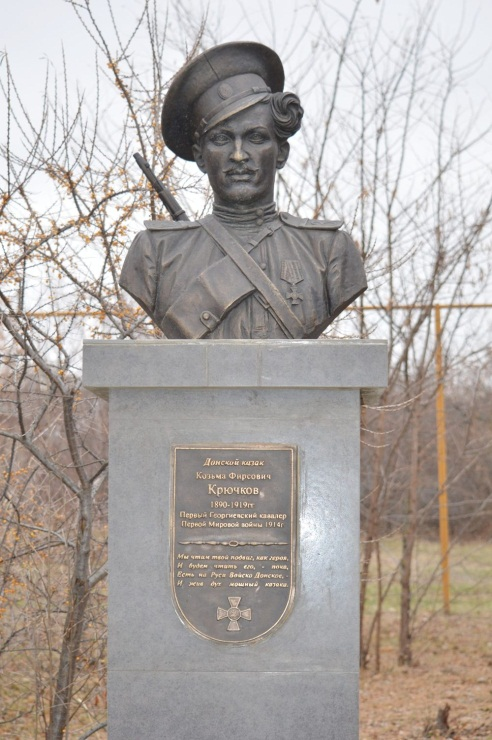 Донской казак
Козьма Фирсович
Крючков
1890-1919гг
Первый Георгиевский кавалер
Первой Мировой войны 1914г
Мы чтим твой подвиг, как героя,
И будем чтить его, - пока,
Есть на Руси Войско Донское, -
И жив дух мощный казака.